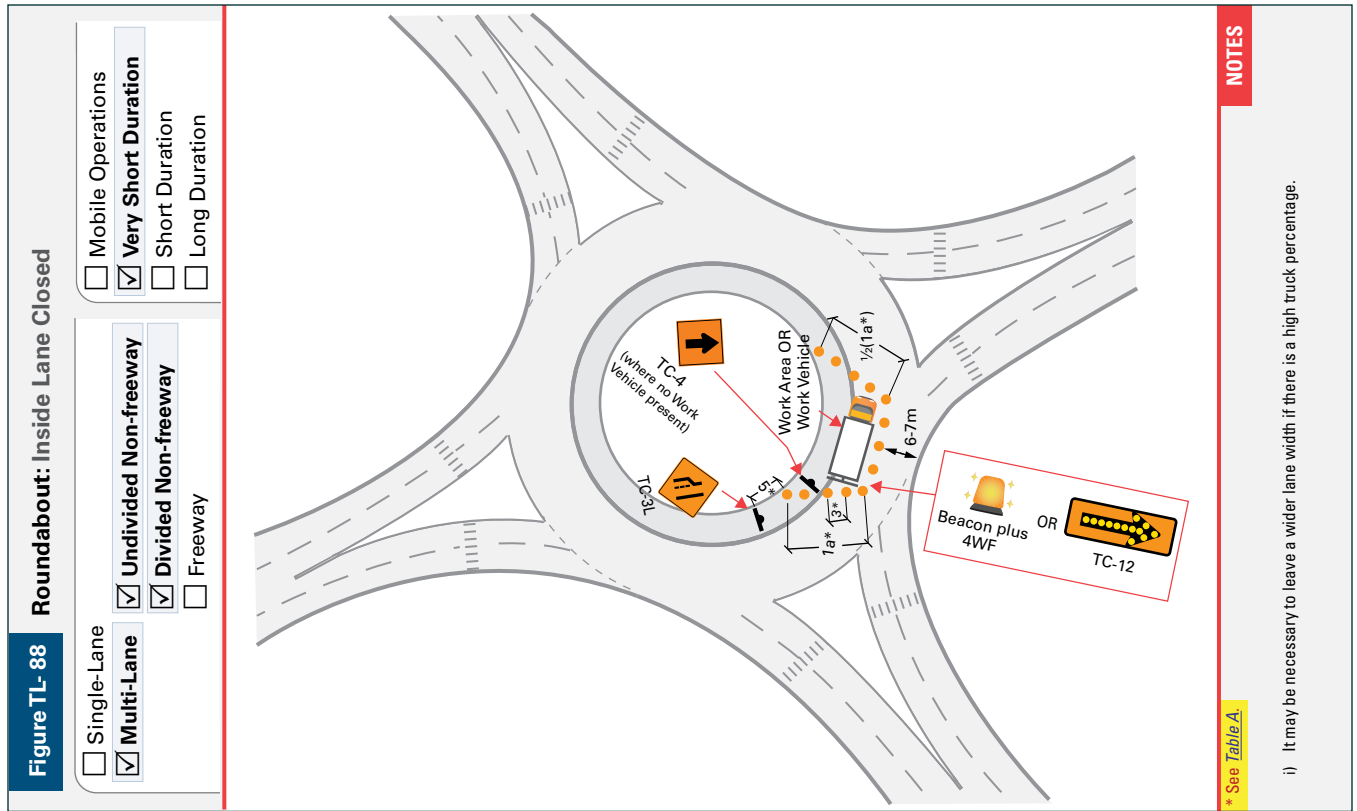 Figure TL- 88
Roundabout: Inside Lane Closed
Single-Lane
Multi-Lane
Undivided Non-freeway
Divided Non-freeway
Freeway
Mobile Operations
Very Short Duration
Short Duration
Long Duration
TC-4
(where no Work
Vehicle present)
TC-3L
Work Area OR
Work Vehicle
5*
3*
1a*
½(1a*)
6-7m
Beacon plus
4WF
OR
TC-12
* See Table A.
NOTES
i) It may be necessary to leave a wider lane width if there is a high truck percentage.